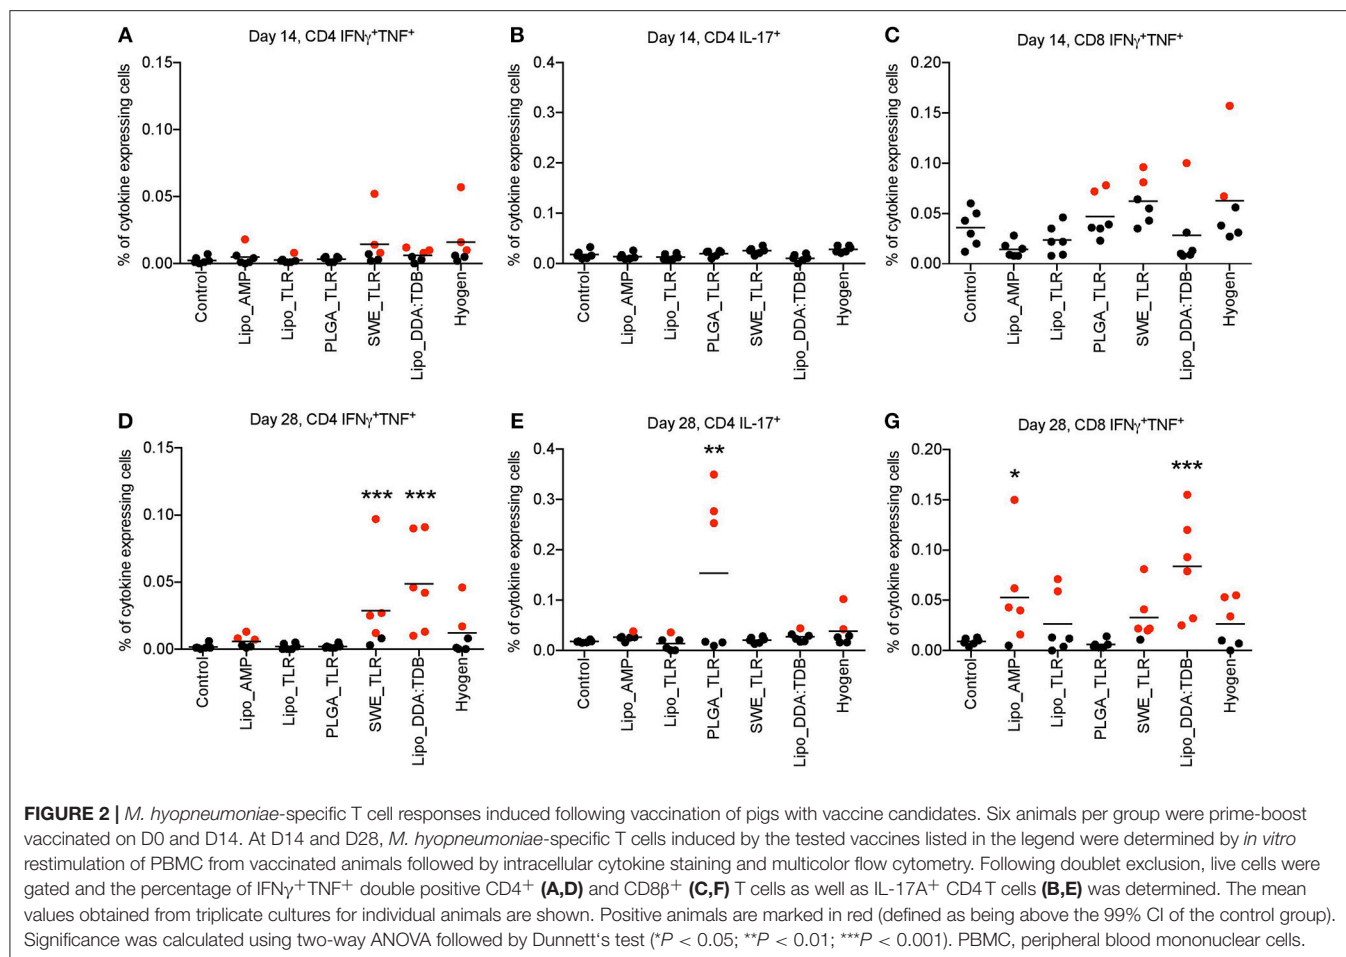 A
Day 14, CD4 IFNγ⁺TNF⁺
% of cytokine expressing cells
0.15
0.10
0.05
0.00
Control
Lipo_AMP
Lipo_TLR
PLGA_TLR
SWE_TLR
Lipo_DDA:TDB
Hyogen
B
Day 14, CD4 IL-17⁺
% of cytokine expressing cells
0.4
0.3
0.2
0.1
0.0
Control
Lipo_AMP
Lipo_TLR
PLGA_TLR
SWE_TLR
Lipo_DDA:TDB
Hyogen
C
Day 14, CD8 IFNγ⁺TNF⁺
% of cytokine expressing cells
0.20
0.15
0.10
0.05
0.00
Control
Lipo_AMP
Lipo_TLR
PLGA_TLR
SWE_TLR
Lipo_DDA:TDB
Hyogen
D
Day 28, CD4 IFNγ⁺TNF⁺
% of cytokine expressing cells
0.15
0.10
0.05
0.00
***
***
Control
Lipo_AMP
Lipo_TLR
PLGA_TLR
SWE_TLR
Lipo_DDA:TDB
Hyogen
E
Day 28, CD4 IL-17⁺
% of cytokine expressing cells
0.4
0.3
0.2
0.1
0.0
**
Control
Lipo_AMP
Lipo_TLR
PLGA_TLR
SWE_TLR
Lipo_DDA:TDB
Hyogen
G
Day 28, CD8 IFNγ⁺TNF⁺
% of cytokine expressing cells
0.20
0.15
0.10
0.05
0.00
*
***
Control
Lipo_AMP
Lipo_TLR
PLGA_TLR
SWE_TLR
Lipo_DDA:TDB
Hyogen
FIGURE 2 | M. hyopneumoniae-specific T cell responses induced following vaccination of pigs with vaccine candidates. Six animals per group were prime-boost
vaccinated on D0 and D14. At D14 and D28, M. hyopneumoniae-specific T cells induced by the tested vaccines listed in the legend were determined by in vitro
restimulation of PBMC from vaccinated animals followed by intracellular cytokine staining and multicolor flow cytometry. Following doublet exclusion, live cells were
gated and the percentage of IFNγ⁺TNF⁺ double positive CD4⁺ (A,D) and CD8β⁺ (C,F) T cells as well as IL-17A⁺ CD4 T cells (B,E) was determined. The mean
values obtained from triplicate cultures for individual animals are shown. Positive animals are marked in red (defined as being above the 99% CI of the control group).
Significance was calculated using two-way ANOVA followed by Dunnett‘s test (*P < 0.05; **P < 0.01; ***P < 0.001). PBMC, peripheral blood mononuclear cells.